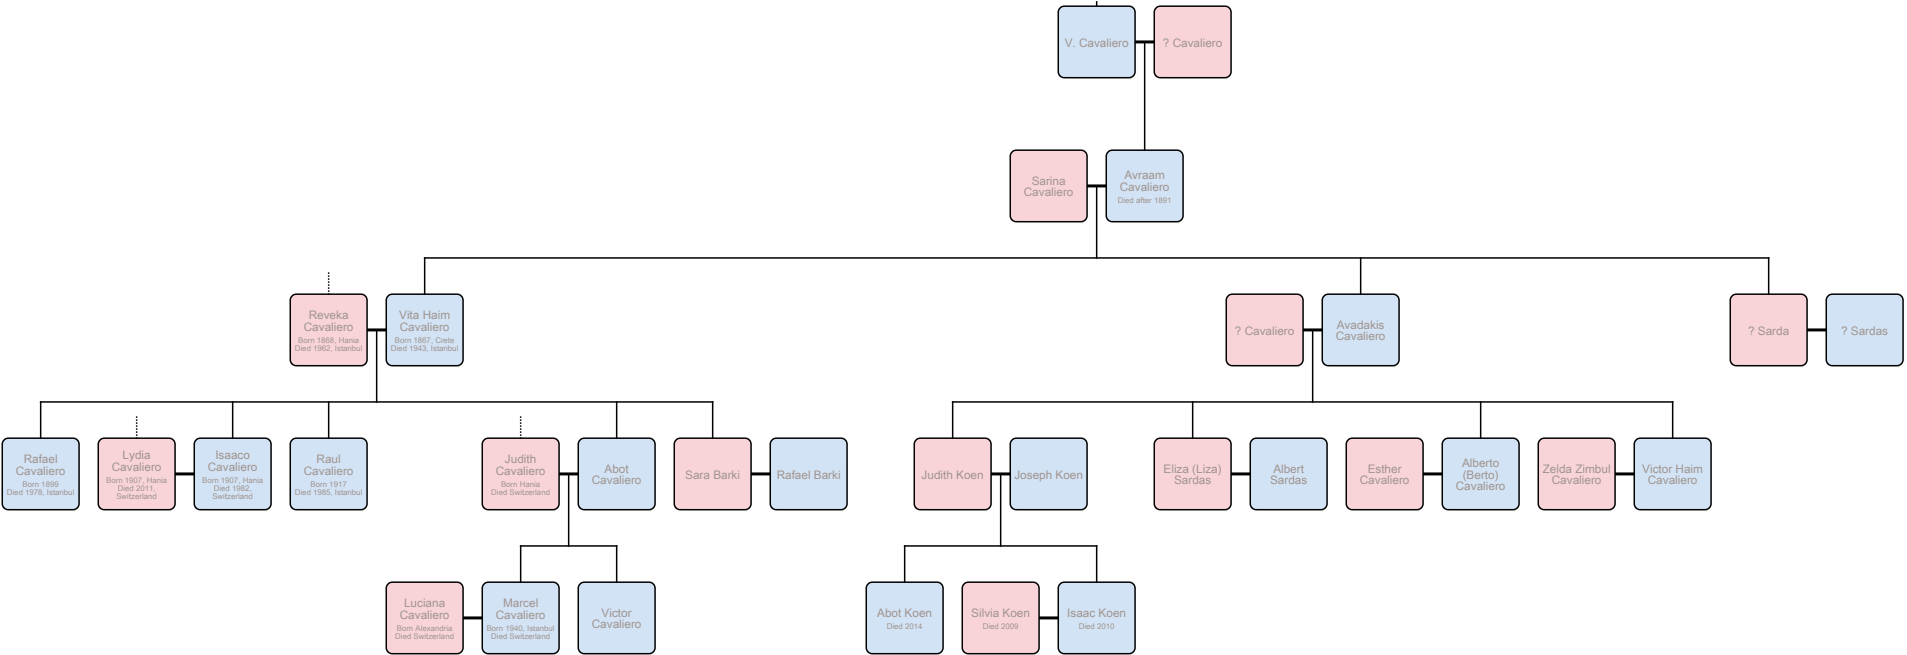 V. Cavaliero
? Cavaliero
Sarina
Cavaliero
Avraam
Cavaliero
Died after 1891
Reveka
Cavaliero
Born 1868, Hania
Died 1962, Istanbul
Vita Haim
Cavaliero
Born 1867, Crete
Died 1943, Istanbul
? Cavaliero
Avadakis
Cavaliero
? Sarda
? Sardas
Rafael
Cavaliero
Born 1899
Died 1978, Istanbul
Lydia
Cavaliero
Born 1907, Hania
Died 2011,
Switzerland
Isaaco
Cavaliero
Born 1907, Hania
Died 1982,
Switzerland
Raul
Cavaliero
Born 1917
Died 1985, Istanbul
Judith
Cavaliero
Born Hania
Died Switzerland
Abot
Cavaliero
Sara Barki
Rafael Barki
Judith Koen
Joseph Koen
Eliza (Liza)
Sardas
Albert
Sardas
Esther
Cavaliero
Alberto
(Berto)
Cavaliero
Zelda Zimbul
Cavaliero
Victor Haim
Cavaliero
Luciana
Cavaliero
Born Alexandria
Died Switzerland
Marcel
Cavaliero
Born 1940, Istanbul
Died Switzerland
Victor
Cavaliero
Abot Koen
Died 2014
Silvia Koen
Died 2009
Isaac Koen
Died 2010